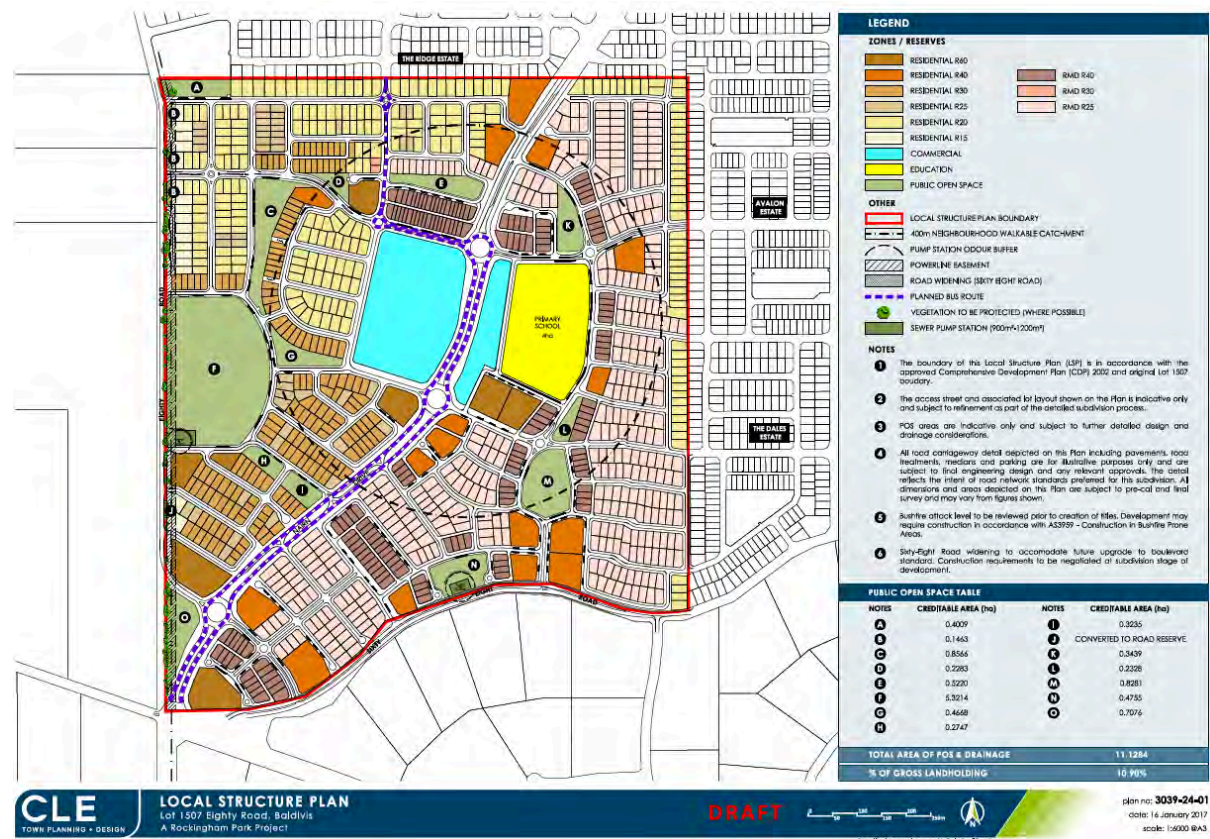 THE RIDGE ESTATE
A
B
B
B
C
D
E
K
AVALON
ESTATE
PRIMARY
SCHOOL
4ha
ROAD
EIGHTY
F
G
L
THE DALES
ESTATE
H
I
M
J
NAIRN
N
O
SIXTY
EIGHT
ROAD
LEGEND
ZONES / RESERVES
RESIDENTIAL R60
RESIDENTIAL R40
RESIDENTIAL R30
RESIDENTIAL R25
RESIDENTIAL R20
RESIDENTIAL R15
COMMERCIAL
EDUCATION
PUBLIC OPEN SPACE
RMD R40
RMD R30
RMD R25
OTHER
LOCAL STRUCTURE PLAN BOUNDARY
400m NEIGHBOURHOOD WALKABLE CATCHMENT
PUMP STATION ODOUR BUFFER
POWERLINE EASEMENT
ROAD WIDENING (SIXTY EIGHT ROAD)
PLANNED BUS ROUTE
VEGETATION TO BE PROTECTED (WHERE POSSIBLE)
SEWER PUMP STATION (900m²-1200m²)
NOTES
1 The boundary of this Local Structure Plan (LSP) is in accordance with the
approved Comprehensive Development Plan (CDP) 2002 and original Lot 1507
boudary.
2 The access street and associated lot layout shown on the Plan is indicative only
and subject to refinement as part of the detailed subdivision process.
3 POS areas are indicative only and subject to further detailed design and
drainage considerations.
4 All road carriageway detail depicted on this Plan including pavements, road
treatments, medians and parking are for illustrative purposes only and are
subject to final engineering design and any relevant approvals. The detail
reflects the intent of road network standards preferred for this subdivision. All
dimensions and areas depicted on this Plan are subject to pre-cal and final
survey and may vary from figures shown.
5 Bushfire attack level to be reviewed prior to creation of titles. Development may
require construction in accordance with AS3959 - Construction in Bushfire Prone
Areas.
6 Sixty-Eight Road widening to accomodate future upgrade to boulevard
standard. Construction requirements to be negotiated at subdivision stage of
development.
PUBLIC OPEN SPACE TABLE
NOTES CREDITABLE AREA (ha) NOTES CREDITABLE AREA (ha)
A 0.4009 I 0.3235
B 0.1463 J CONVERTED TO ROAD RESERVE
C 0.8566 K 0.3439
D 0.2283 L 0.2328
E 0.5220 M 0.8281
F 5.3214 N 0.4755
G 0.4668 O 0.7076
H 0.2747
TOTAL AREA OF POS & DRAINAGE 11.1284
% OF GROSS LANDHOLDING 10.90%
CLE
TOWN PLANNING + DESIGN
LOCAL STRUCTURE PLAN
Lot 1507 Eighty Road, Baldivis
A Rockingham Park Project
DRAFT
0 50 100 150 200 250m
N
plan no: 3039-24-01
date: 16 January 2017
scale: 1:6000 @A3